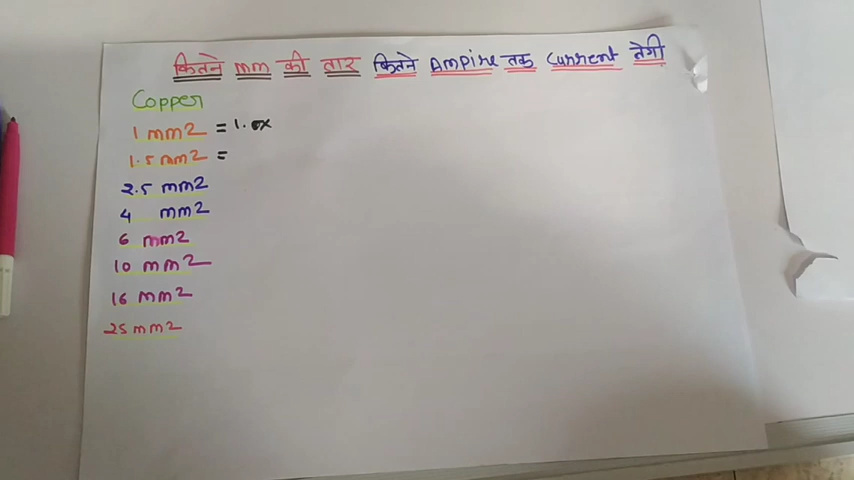 कितने mm की तार कितने Ampire तक Current लेगी
Copper
1 mm2 = 1.0x
1.5 mm2 =
2.5 mm2
4 mm2
6 mm2
10 mm2
16 mm2
25 mm2